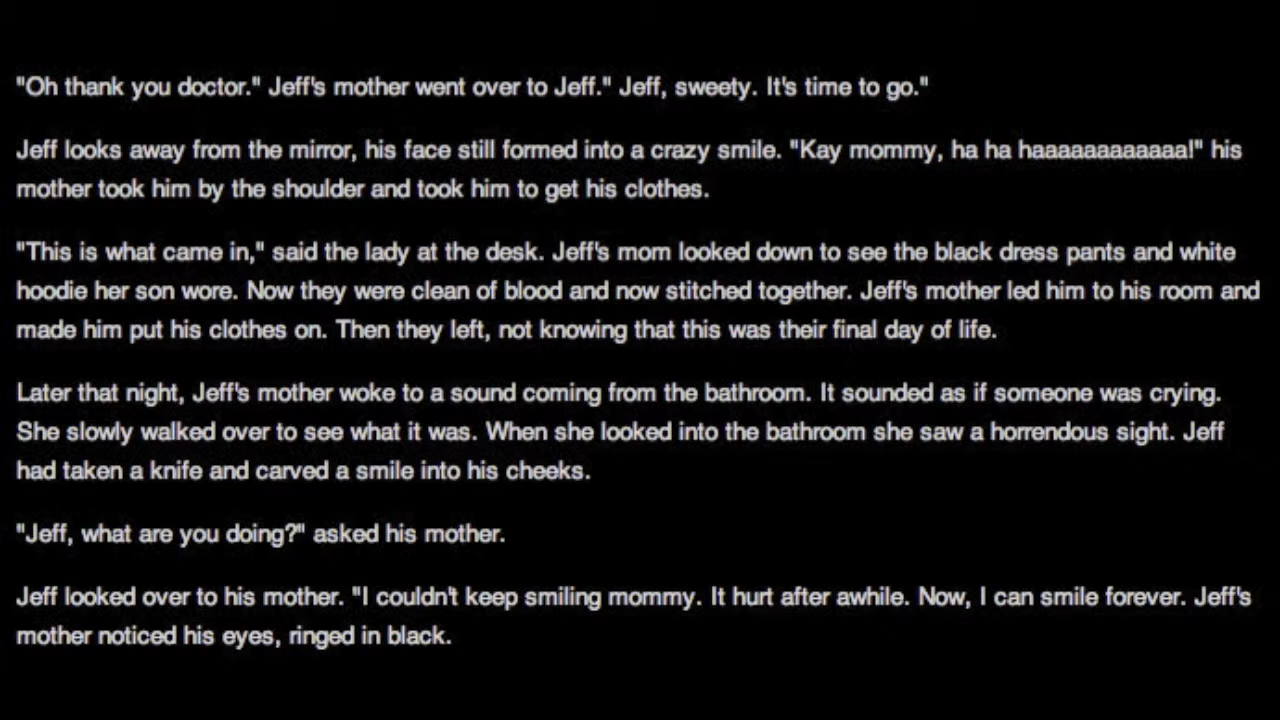 "Oh thank you doctor." Jeff's mother went over to Jeff." Jeff, sweety. It's time to go."
Jeff looks away from the mirror, his face still formed into a crazy smile. "Kay mommy, ha ha haaaaaaaaaaaa!" his
mother took him by the shoulder and took him to get his clothes.
"This is what came in," said the lady at the desk. Jeff's mom looked down to see the black dress pants and white
hoodie her son wore. Now they were clean of blood and now stitched together. Jeff's mother led him to his room and
made him put his clothes on. Then they left, not knowing that this was their final day of life.
Later that night, Jeff's mother woke to a sound coming from the bathroom. It sounded as if someone was crying.
She slowly walked over to see what it was. When she looked into the bathroom she saw a horrendous sight. Jeff
had taken a knife and carved a smile into his cheeks.
"Jeff, what are you doing?" asked his mother.
Jeff looked over to his mother. "I couldn't keep smiling mommy. It hurt after awhile. Now, I can smile forever. Jeff's
mother noticed his eyes, ringed in black.